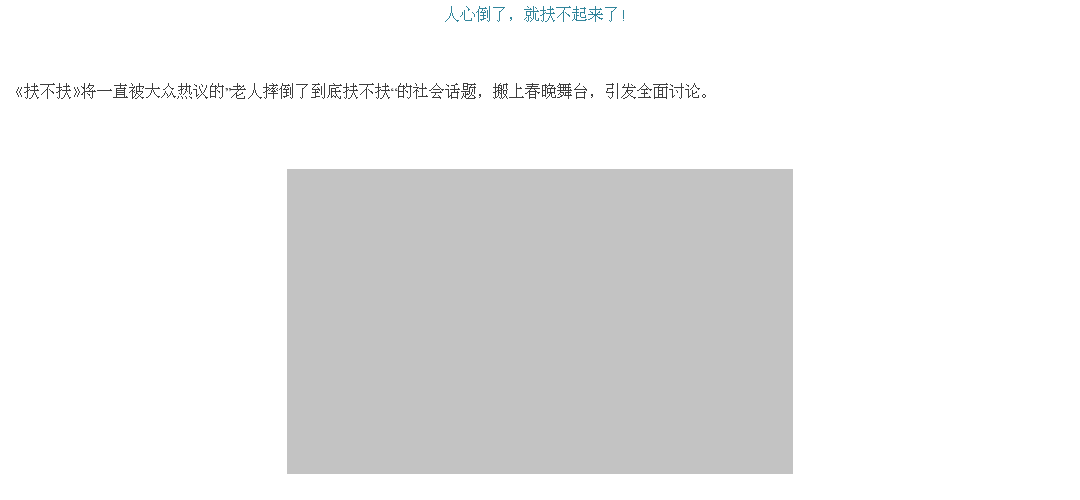 人心倒了，就扶不起来了!
《扶不扶》将一直被大众热议的”老人摔倒了到底扶不扶“的社会话题，搬上春晚舞台，引发全面讨论。